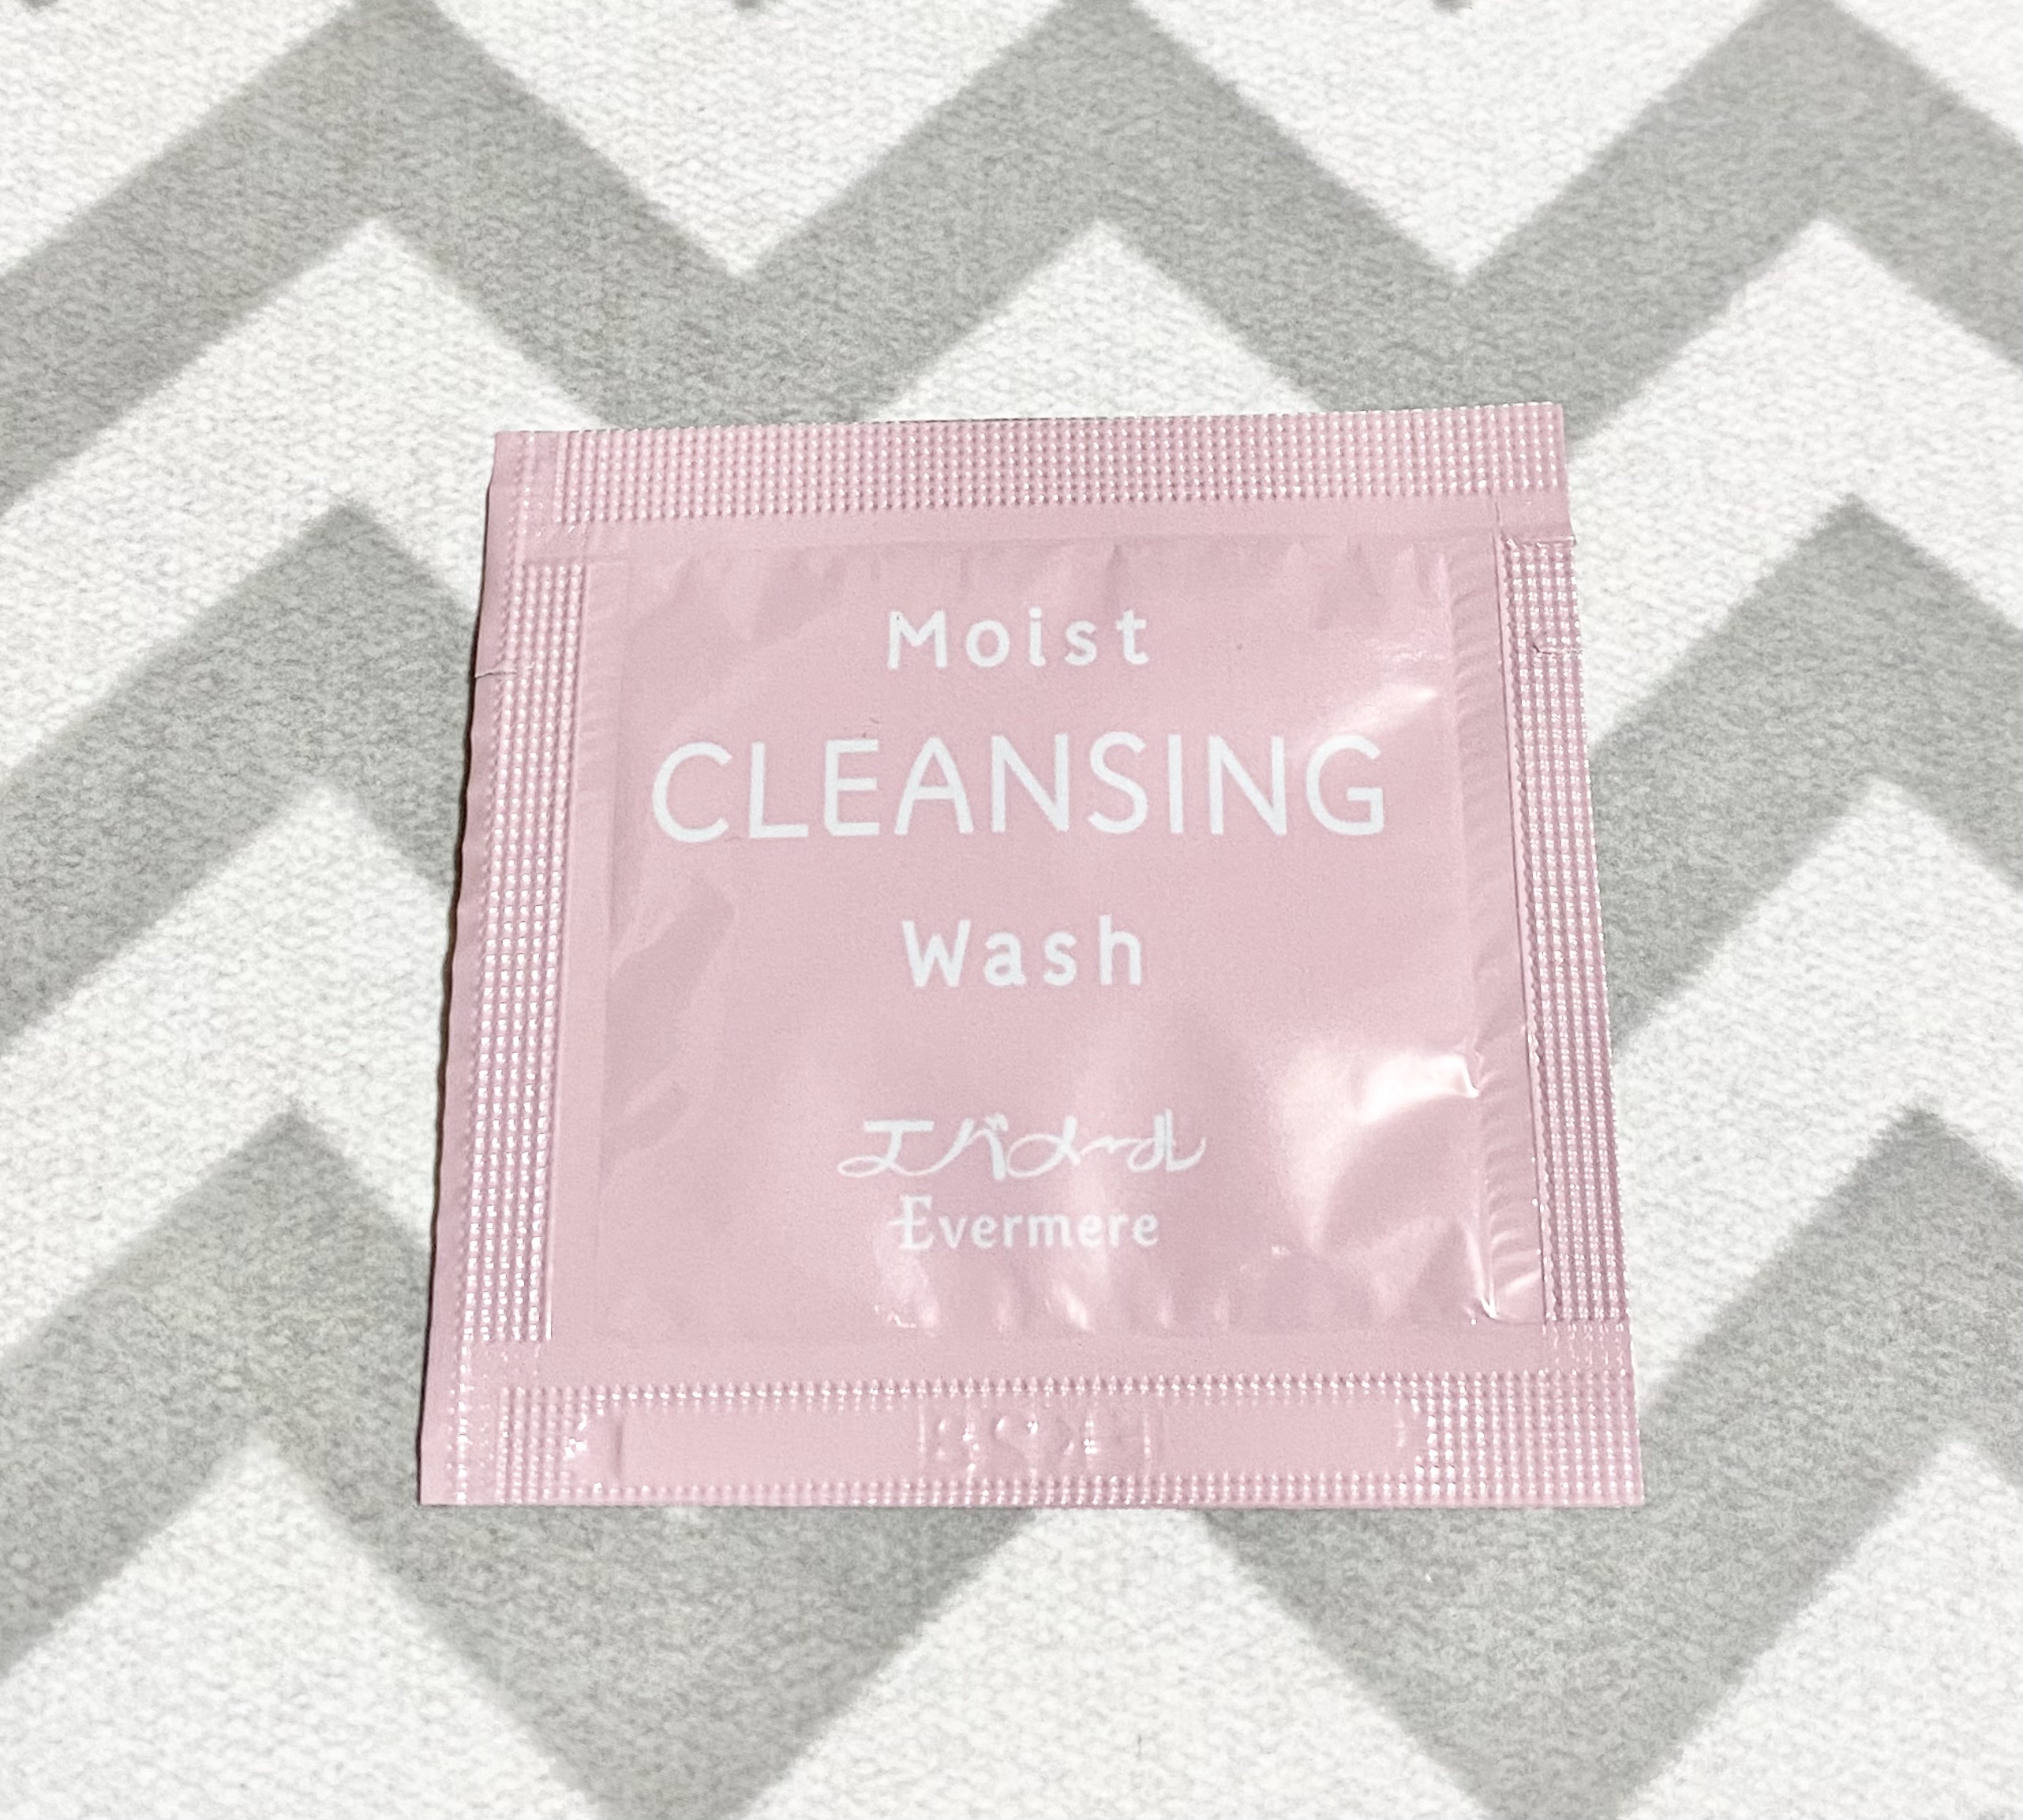 Moist
CLEANSING
Wash
エバメール
Evermere